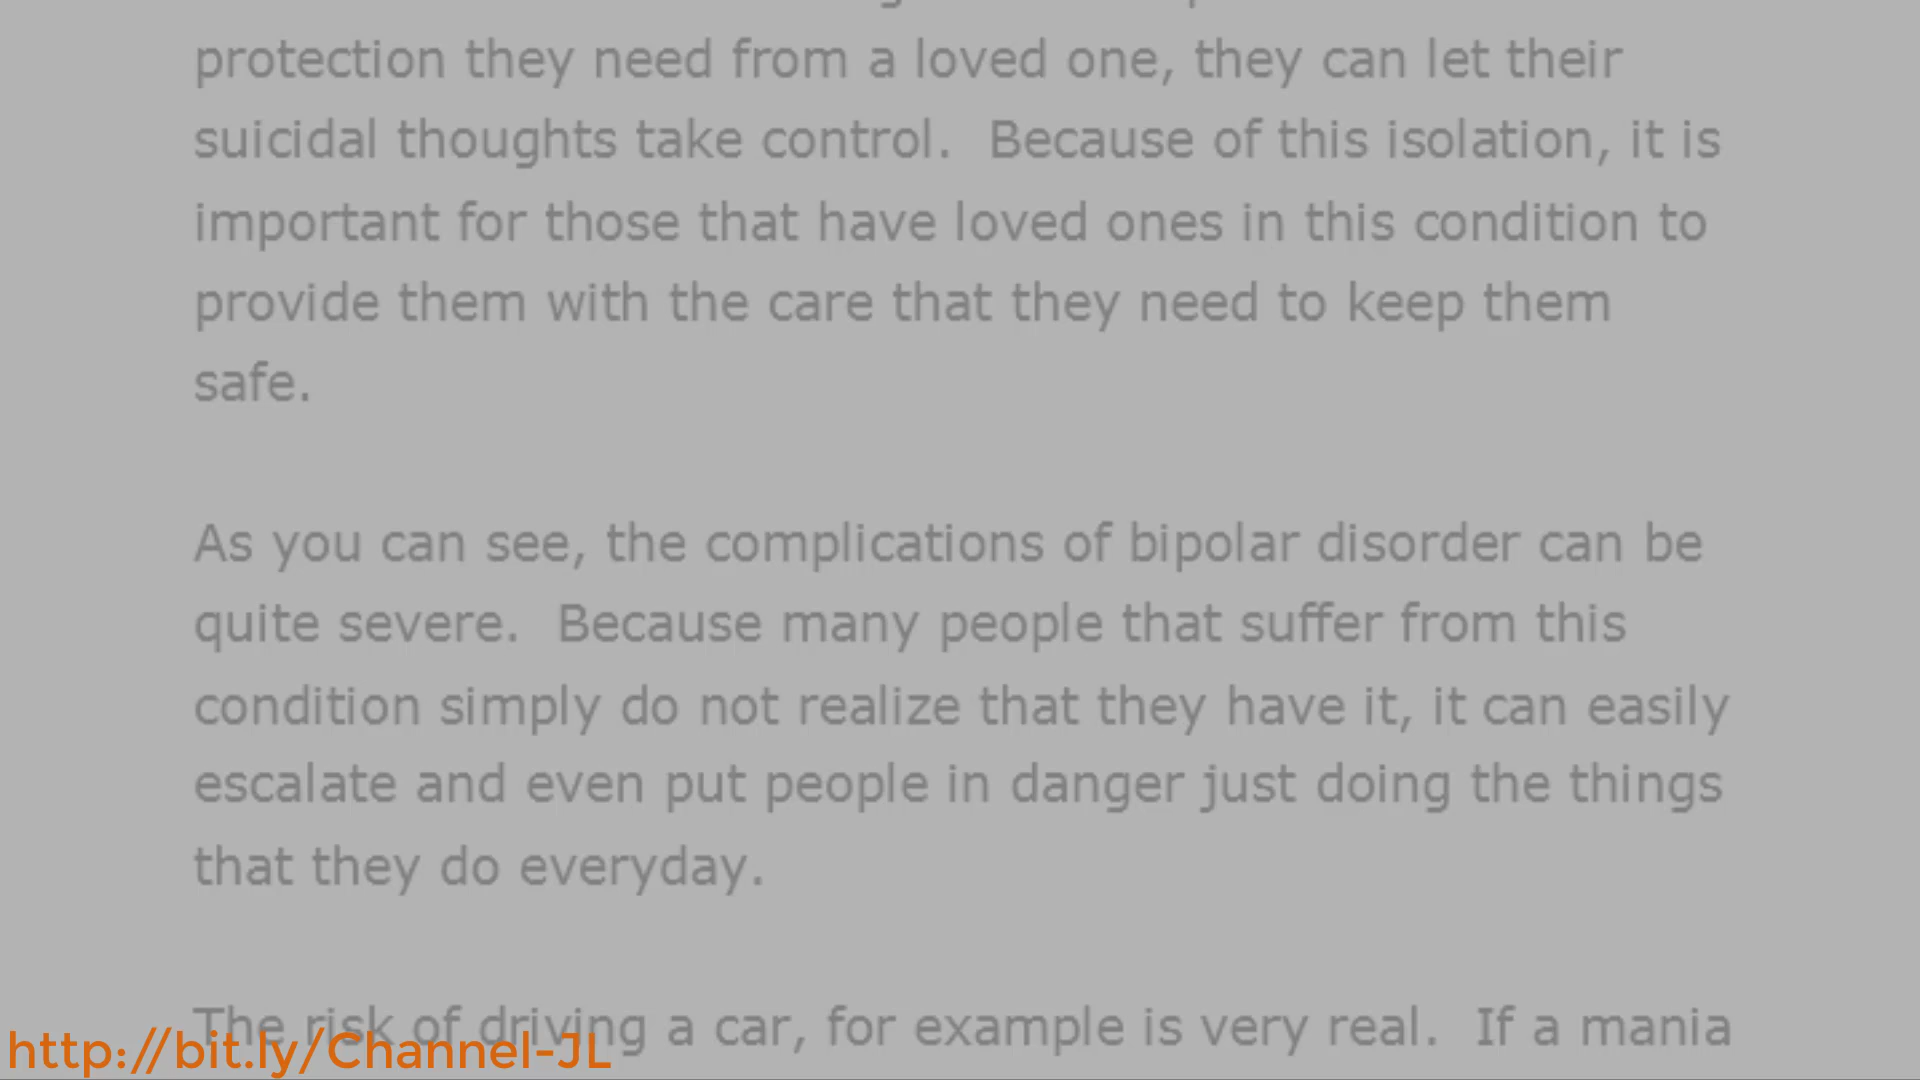 protection they need from a loved one, they can let their
suicidal thoughts take control.  Because of this isolation, it is
important for those that have loved ones in this condition to
provide them with the care that they need to keep them
safe.
As you can see, the complications of bipolar disorder can be
quite severe.  Because many people that suffer from this
condition simply do not realize that they have it, it can easily
escalate and even put people in danger just doing the things
that they do everyday.
The risk of driving a car, for example is very real.  If a mania
http://bit.ly/Channel-JL